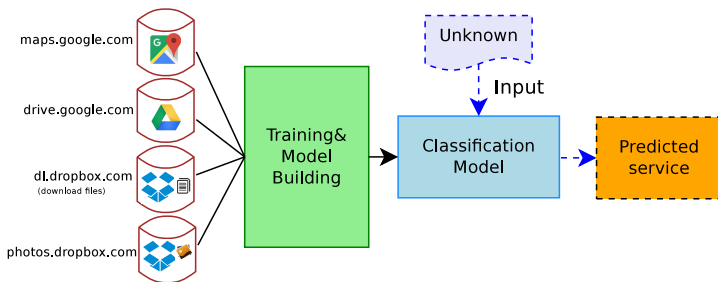 maps.google.com
drive.google.com
dl.dropbox.com
(download files)
photos.dropbox.com
G
Training&
Model
Building
Unknown
Input
Classification
Model
Predicted
service